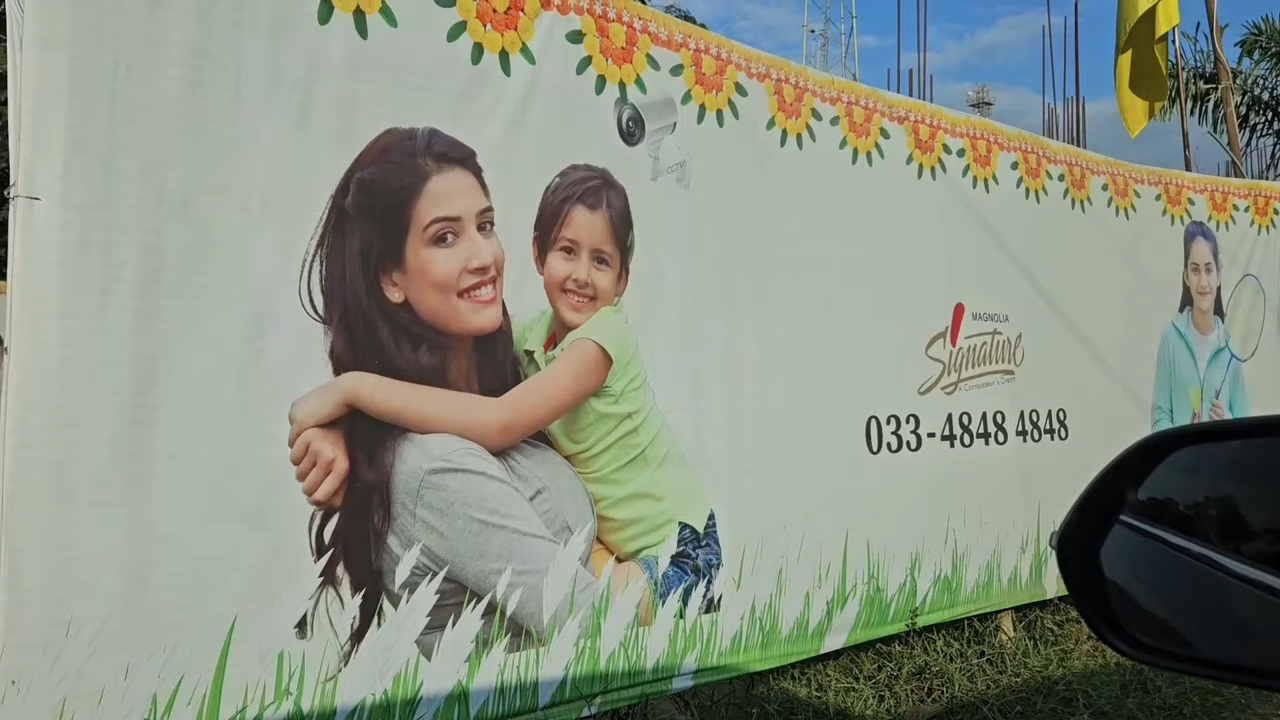 CCTV
MAGNOLIA
Signature
A Connoisseur's Dream
033-4848 4848